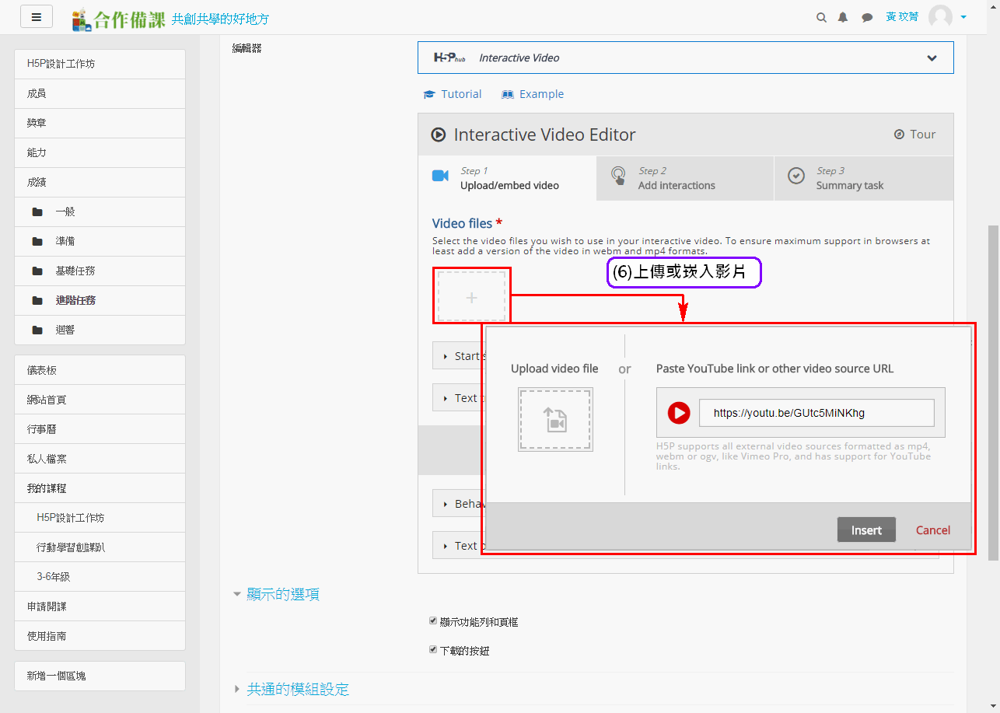 合作備課 共創共學的好地方
黃 玟菁
H5P設計工作坊
成員
獎章
能力
成績
一般
準備
基礎任務
進階任務
迴響
儀表板
網站首頁
行事曆
私人檔案
我的課程
H5P設計工作坊
行動學習創課趴
3-6年級
申請開課
使用指南
新增一個區塊
編輯器
H5P hub Interactive Video
Tutorial Example
Interactive Video Editor Tour
Step 1
Upload/embed video
Step 2
Add interactions
Step 3
Summary task
Video files *
Select the video files you wish to use in your interactive video. To ensure maximum support in browsers at
least add a version of the video in webm and mp4 formats.
(6)上傳或崁入影片
Start
Text
Upload video file or Paste YouTube link or other video source URL
https://youtu.be/GUtc5MiNKhg
H5P supports all external video sources formatted as mp4,
webm or ogv, like Vimeo Pro, and has support for YouTube
links.
Insert Cancel
Beha
Text
顯示的選項
顯示功能列和頁框
下載的按鈕
共通的模組設定